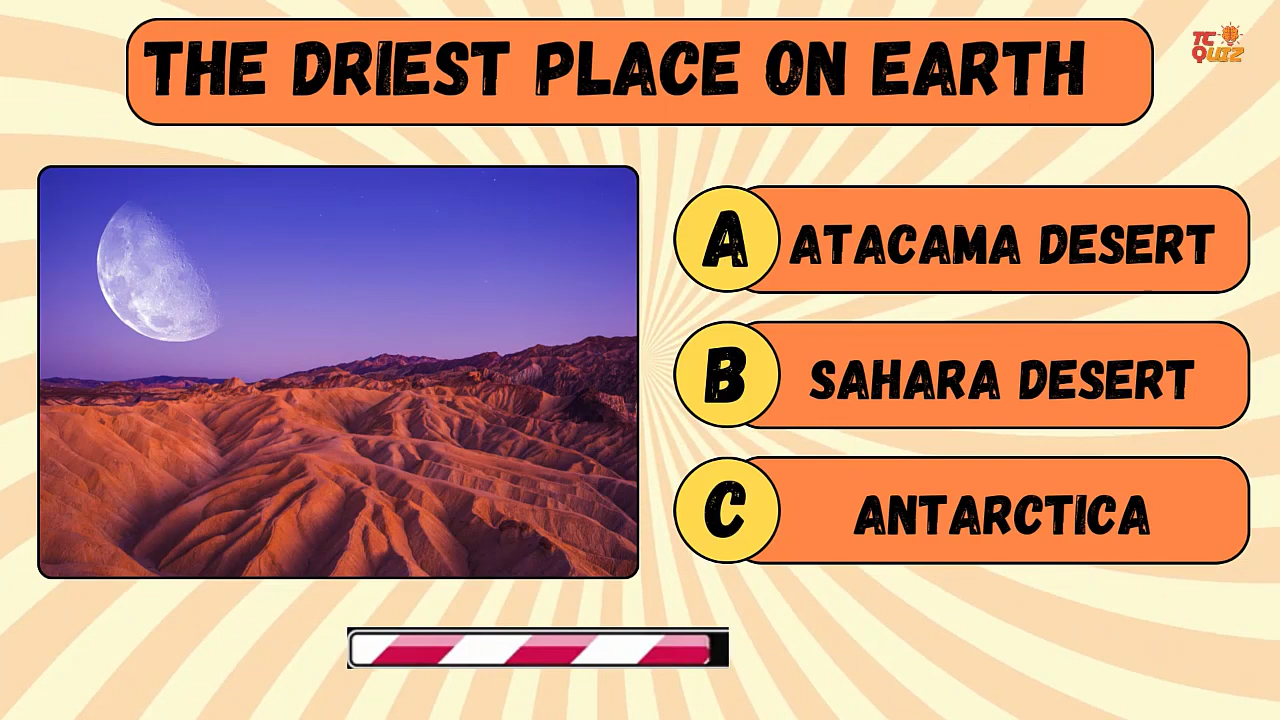 THE DRIEST PLACE ON EARTH
TC
QUIZ
A ATACAMA DESERT
B SAHARA DESERT
C ANTARCTICA